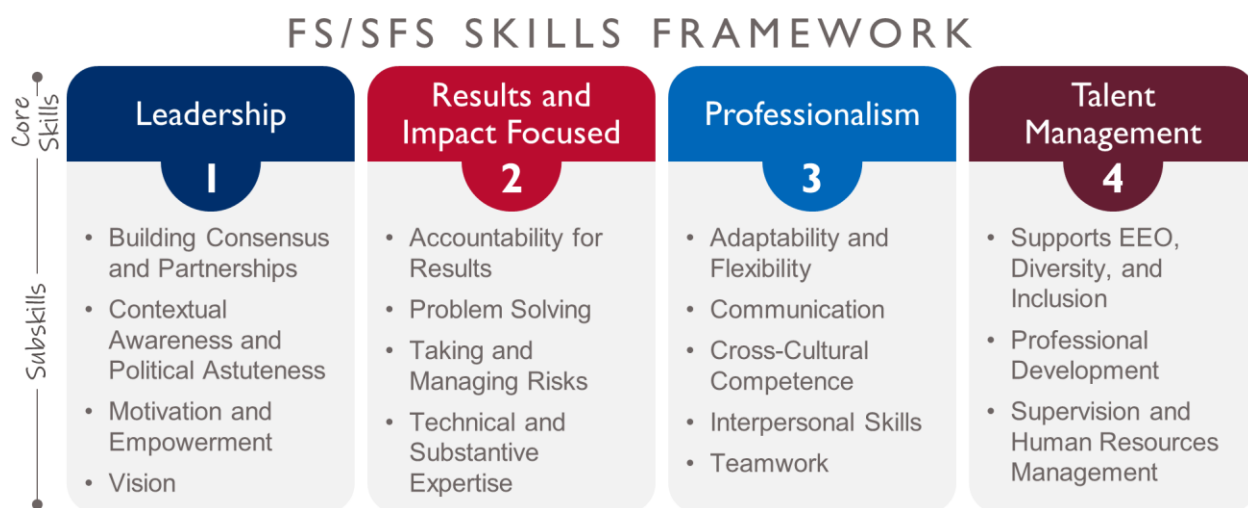 FS/SFS SKILLS FRAMEWORK
Core
Skills
Subskills
Leadership
1
• Building Consensus
and Partnerships
• Contextual
Awareness and
Political Astuteness
• Motivation and
Empowerment
• Vision
Results and
Impact Focused
2
• Accountability for
Results
• Problem Solving
• Taking and
Managing Risks
• Technical and
Substantive
Expertise
Professionalism
3
• Adaptability and
Flexibility
• Communication
• Cross-Cultural
Competence
• Interpersonal Skills
• Teamwork
Talent
Management
4
• Supports EEO,
Diversity, and
Inclusion
• Professional
Development
• Supervision and
Human Resources
Management